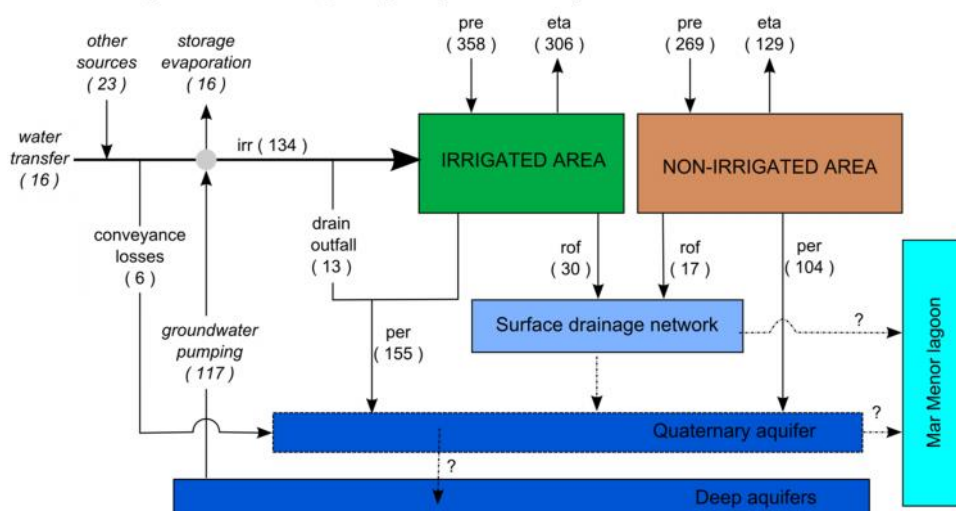 other
sources
( 23 )
storage
evaporation
( 16 )
pre
( 358 )
eta
( 306 )
pre
( 269 )
eta
( 129 )
water
transfer
( 16 )
irr ( 134 )
IRRIGATED AREA
NON-IRRIGATED AREA
conveyance
losses
( 6 )
drain
outfall
( 13 )
rof
( 30 )
rof
( 17 )
per
( 104 )
groundwater
pumping
( 117 )
per
( 155 )
Surface drainage network
?
Mar Menor lagoon
Quaternary aquifer
?
?
Deep aquifers